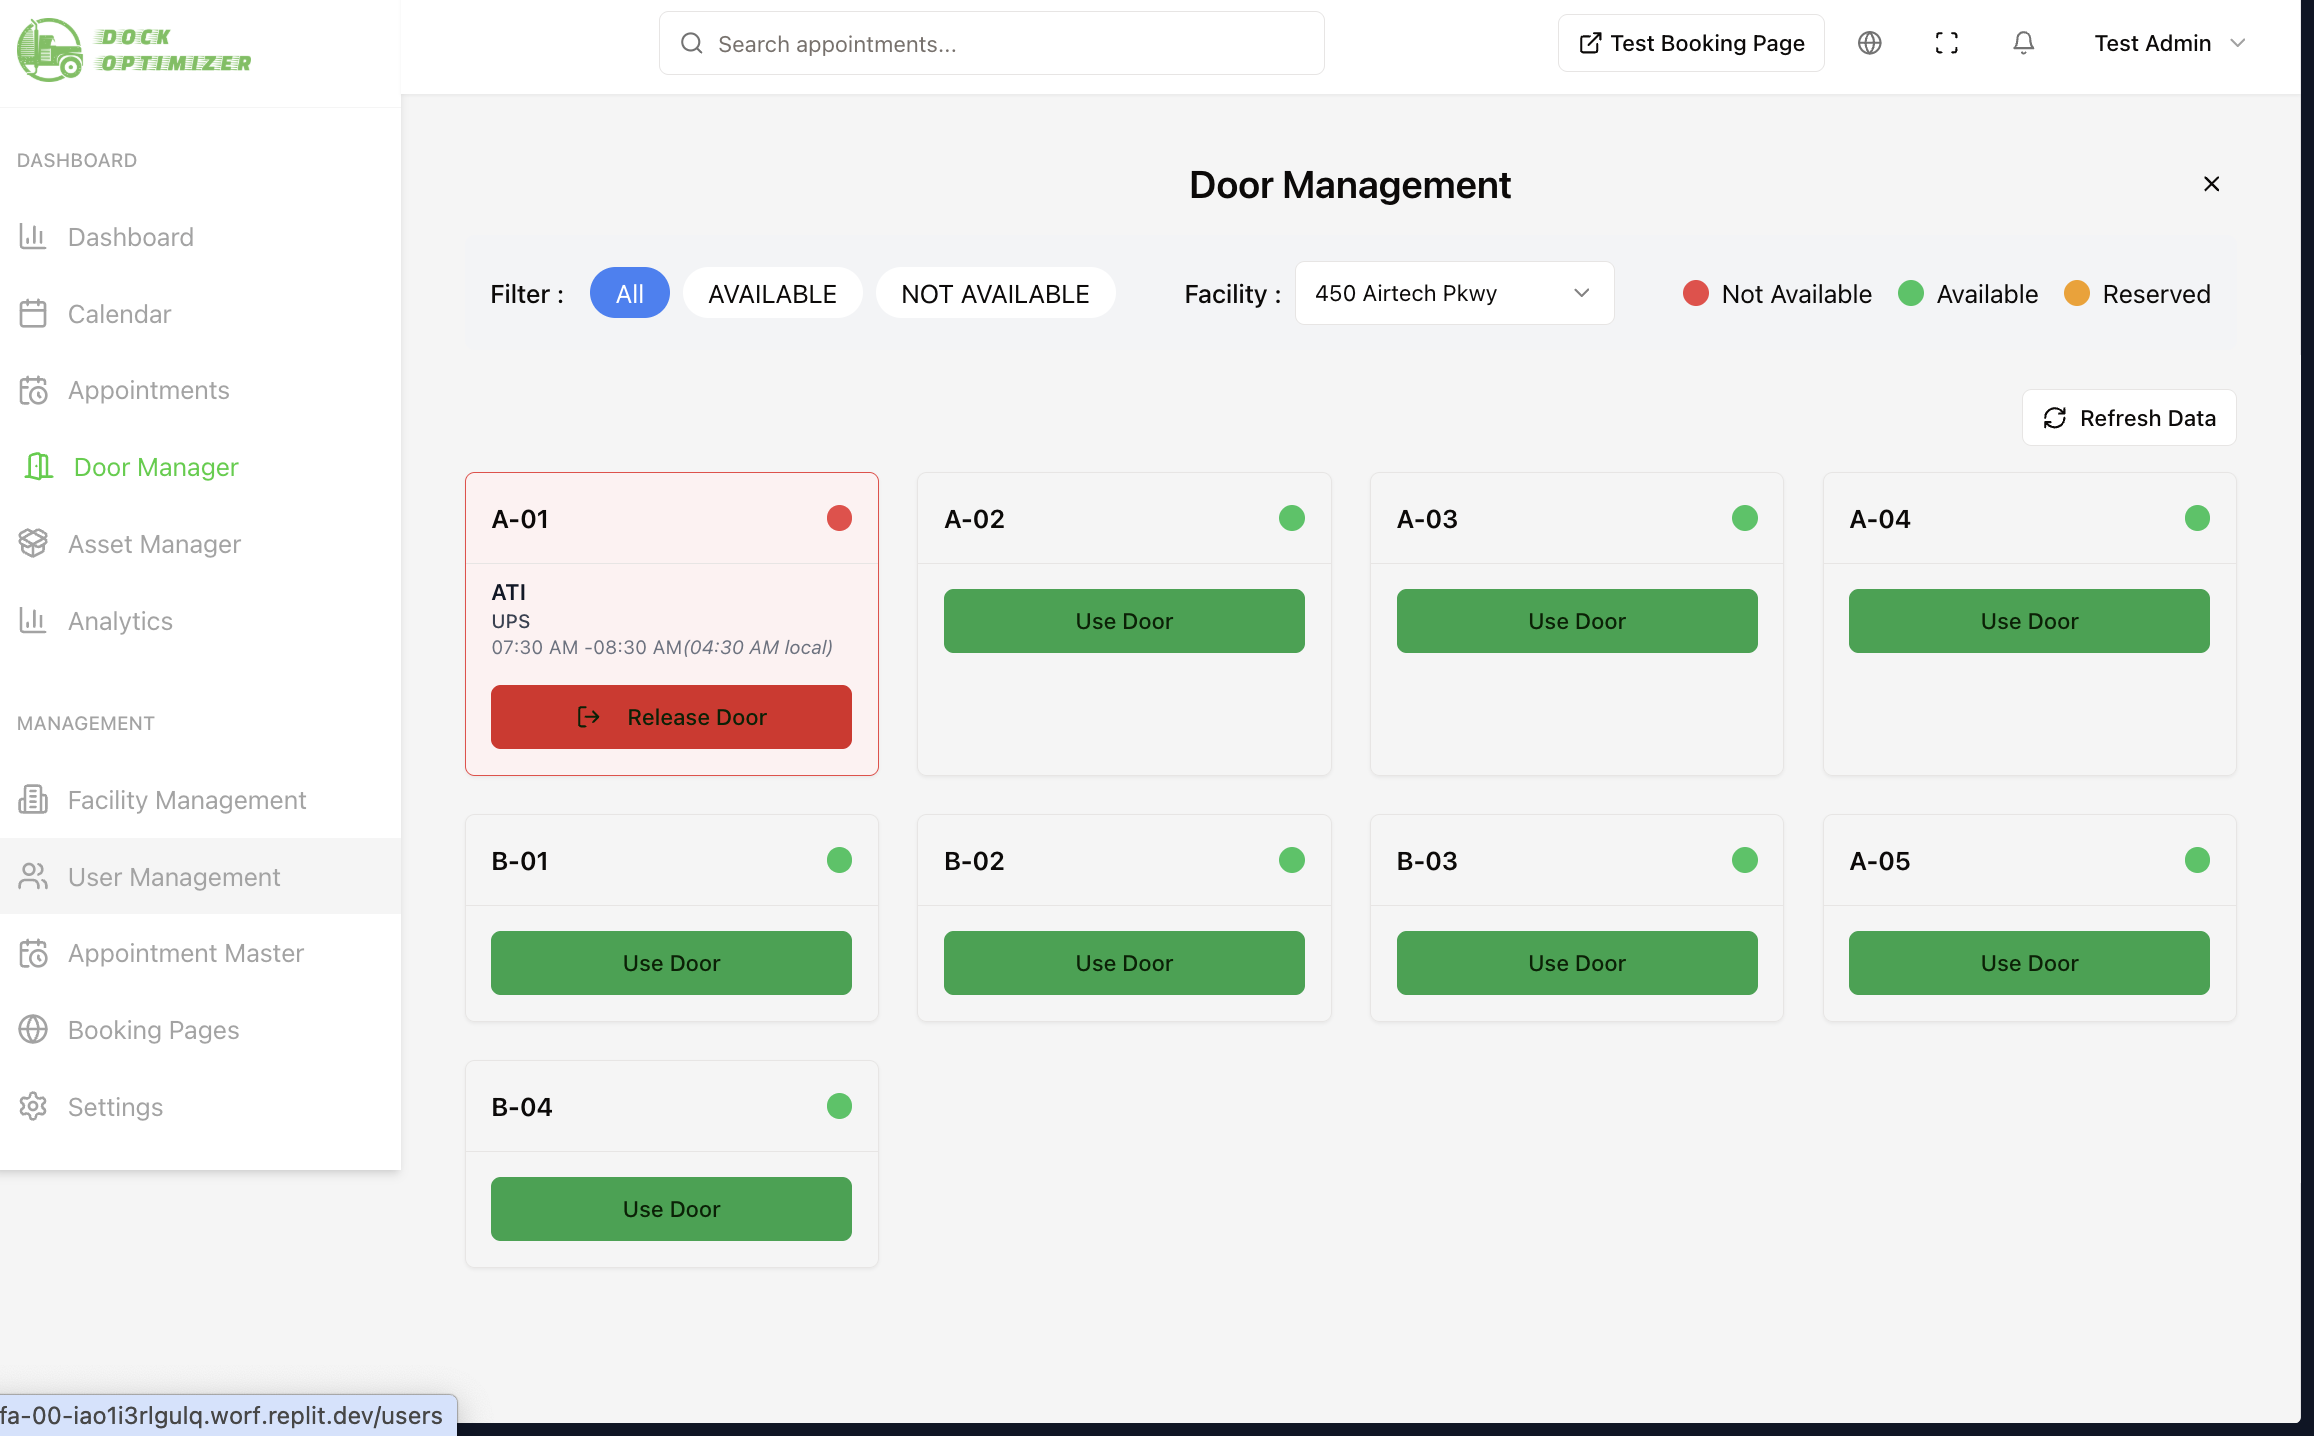 DOCK
OPTIMIZER
Search appointments...
Test Booking Page
Test Admin
DASHBOARD
Dashboard
Calendar
Appointments
Door Manager
Asset Manager
Analytics
MANAGEMENT
Facility Management
User Management
Appointment Master
Booking Pages
Settings
Door Management
Filter :
All
AVAILABLE
NOT AVAILABLE
Facility :
450 Airtech Pkwy
Not Available
Available
Reserved
Refresh Data
A-01
ATI
UPS
07:30 AM -08:30 AM(04:30 AM local)
Release Door
A-02
Use Door
A-03
Use Door
A-04
Use Door
B-01
Use Door
B-02
Use Door
B-03
Use Door
A-05
Use Door
B-04
Use Door
fa-00-iao1i3rlgulq.worf.replit.dev/users